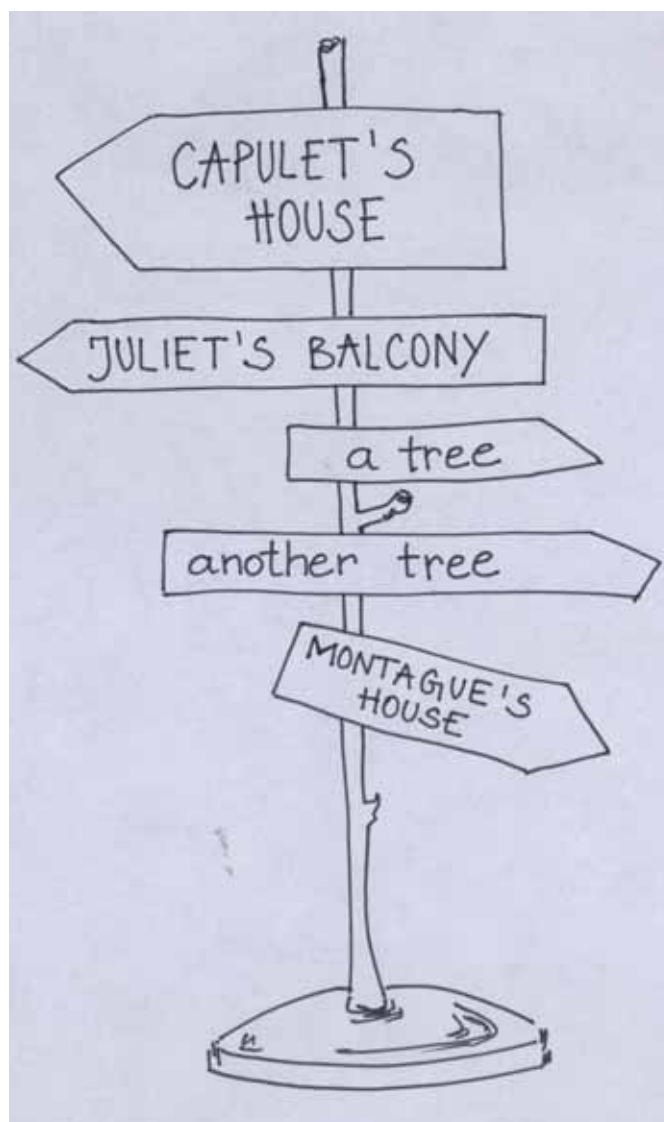 CAPULET'S
HOUSE
JULIET'S BALCONY
a tree
another tree
MONTAGUE'S
HOUSE